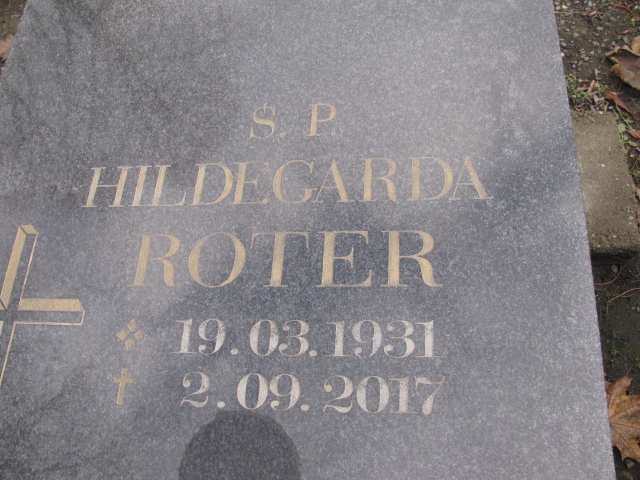 Ś. P.
HILDEGARDA
ROTER
19.03.1931
2.09.2017